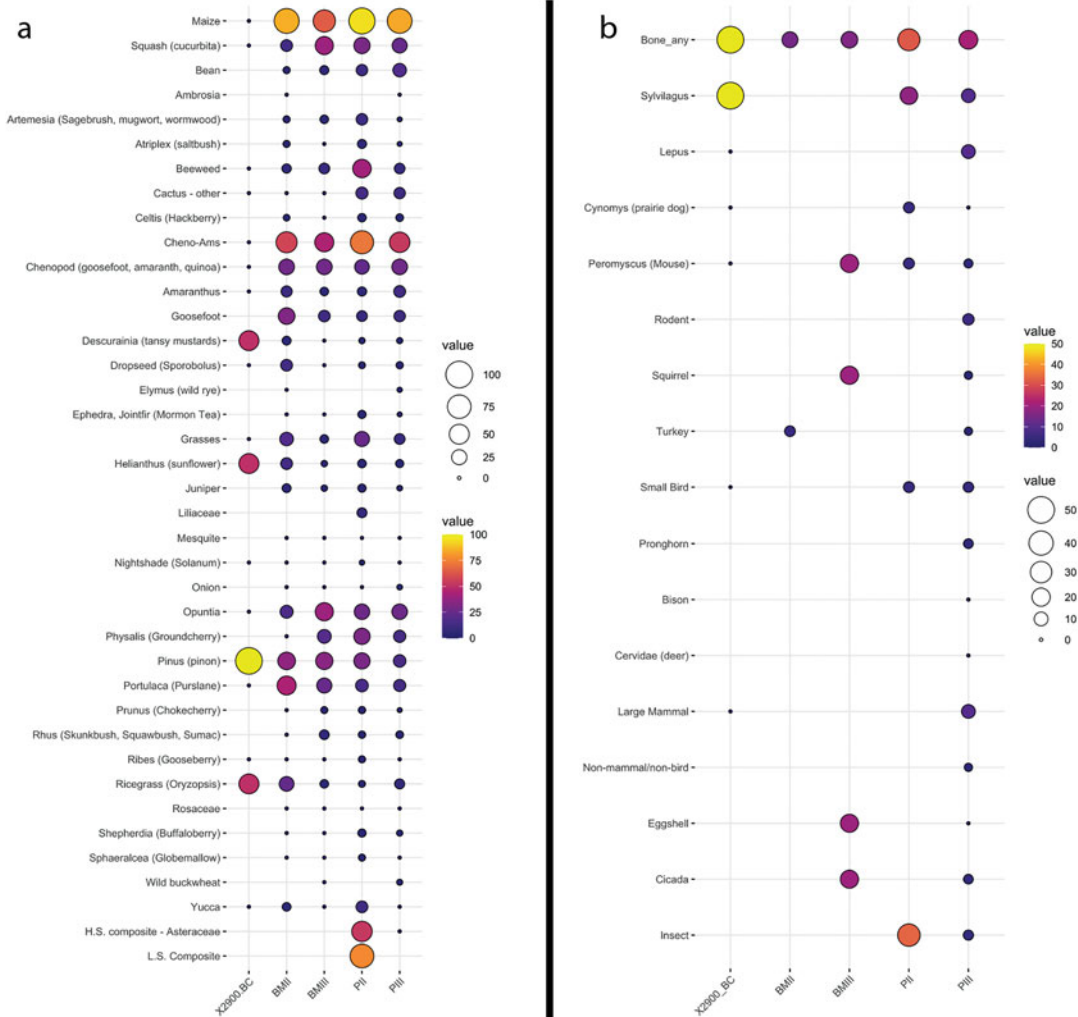 a
Maize
Squash (cucurbita)
Bean
Ambrosia
Artemesia (Sagebrush, mugwort, wormwood)
Atriplex (saltbush)
Beeweed
Cactus - other
Celtis (Hackberry)
Cheno-Ams
Chenopod (goosefoot, amaranth, quinoa)
Amaranthus
Goosefoot
Descurainia (tansy mustards)
Dropseed (Sporobolus)
Elymus (wild rye)
Ephedra, Jointfir (Mormon Tea)
Grasses
Helianthus (sunflower)
Juniper
Liliaceae
Mesquite
Nightshade (Solanum)
Onion
Opuntia
Physalis (Groundcherry)
Pinus (pinon)
Portulaca (Purslane)
Prunus (Chokecherry)
Rhus (Skunkbush, Squawbush, Sumac)
Ribes (Gooseberry)
Ricegrass (Oryzopsis)
Rosaceae
Shepherdia (Buffaloberry)
Sphaeralcea (Globemallow)
Wild buckwheat
Yucca
H.S. composite - Asteraceae
L.S. Composite
X2900.BC
BMII
BMIII
PII
PIII
value
100
75
50
25
0
value
100
75
50
25
0
b
Bone_any
Sylvilagus
Lepus
Cynomys (prairie dog)
Peromyscus (Mouse)
Rodent
Squirrel
Turkey
Small Bird
Pronghorn
Bison
Cervidae (deer)
Large Mammal
Non-mammal/non-bird
Eggshell
Cicada
Insect
X2900_BC
BMII
BMIII
PII
PIII
value
50
40
30
20
10
0
value
50
40
30
20
10
0